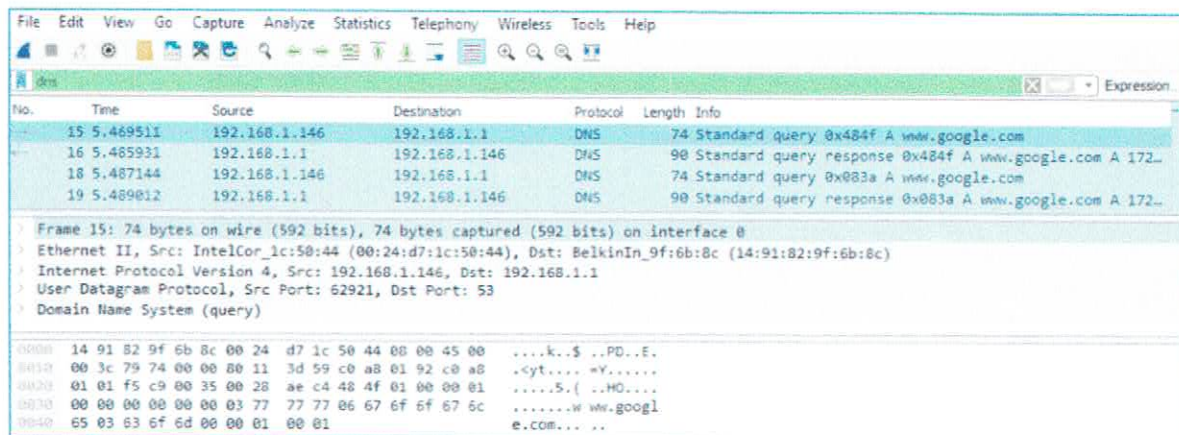 File Edit View Go Capture Analyze Statistics Telephony Wireless Tools Help
dns
Expression...
No. Time Source Destination Protocol Length Info
15 5.469511 192.168.1.146 192.168.1.1 DNS 74 Standard query 0x484f A www.google.com
16 5.485931 192.168.1.1 192.168.1.146 DNS 90 Standard query response 0x484f A www.google.com A 172...
18 5.487144 192.168.1.146 192.168.1.1 DNS 74 Standard query 0x083a A www.google.com
19 5.489012 192.168.1.1 192.168.1.146 DNS 90 Standard query response 0x083a A www.google.com A 172...
Frame 15: 74 bytes on wire (592 bits), 74 bytes captured (592 bits) on interface 0
Ethernet II, Src: IntelCor_1c:50:44 (00:24:d7:1c:50:44), Dst: BelkinIn_9f:6b:8c (14:91:82:9f:6b:8c)
Internet Protocol Version 4, Src: 192.168.1.146, Dst: 192.168.1.1
User Datagram Protocol, Src Port: 62921, Dst Port: 53
Domain Name System (query)
0000 14 91 82 9f 6b 8c 00 24 d7 1c 50 44 08 00 45 00 ....k..$ ..PD..E.
0010 00 3c 79 74 00 00 80 11 3d 59 c0 a8 01 92 c0 a8 .<yt.... =Y......
0020 01 01 f5 c9 00 35 00 28 ae c4 48 4f 01 00 00 01 .....5.( ..HO....
0030 00 00 00 00 00 00 03 77 77 77 06 67 6f 6f 67 6c .......w ww.googl
0040 65 03 63 6f 6d 00 00 01 00 01 e.com... ..